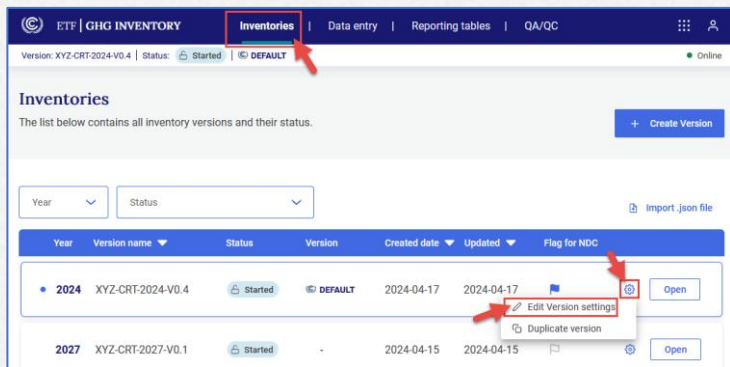 ETF GHG INVENTORY Inventories | Data entry | Reporting tables | QA/QC
Version: XYZ-CRT-2024-V0.4 | Status: Started | DEFAULT Online
Inventories
The list below contains all inventory versions and their status.
+ Create Version
Year Status Import .json file
Year Version name Status Version Created date Updated Flag for NDC
2024 XYZ-CRT-2024-V0.4 Started DEFAULT 2024-04-17 2024-04-17 Open
Edit Version settings
Duplicate version
2027 XYZ-CRT-2027-V0.1 Started - 2024-04-15 2024-04-15 Open